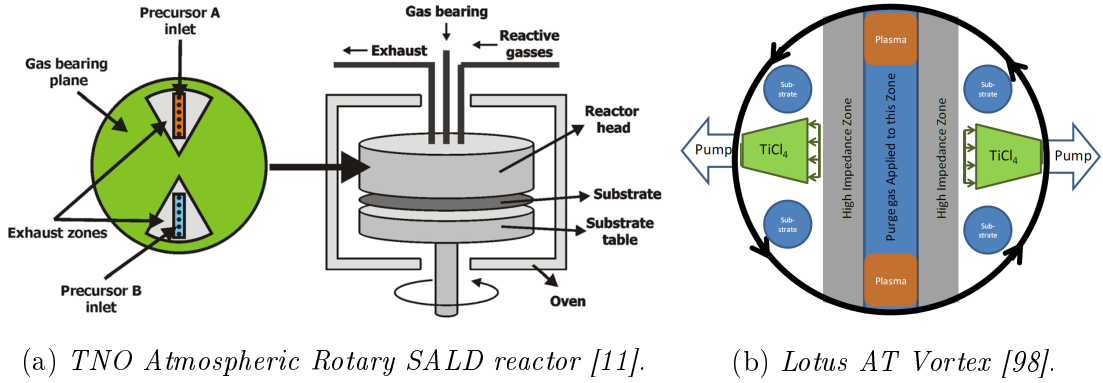 Precursor A
inlet
Gas bearing
plane
Exhaust zones
Precursor B
inlet
Gas bearing
Exhaust
Reactive
gasses
Reactor
head
Substrate
Substrate
table
Oven
Plasma
Sub-
strate
Sub-
strate
Pump
TiCl4
High Impedance Zone
Purge gas Applied to this Zone
High Impedance Zone
TiCl4
Pump
Sub-
strate
Sub-
strate
Plasma
(a) TNO Atmospheric Rotary SALD reactor [11].
(b) Lotus AT Vortex [98].